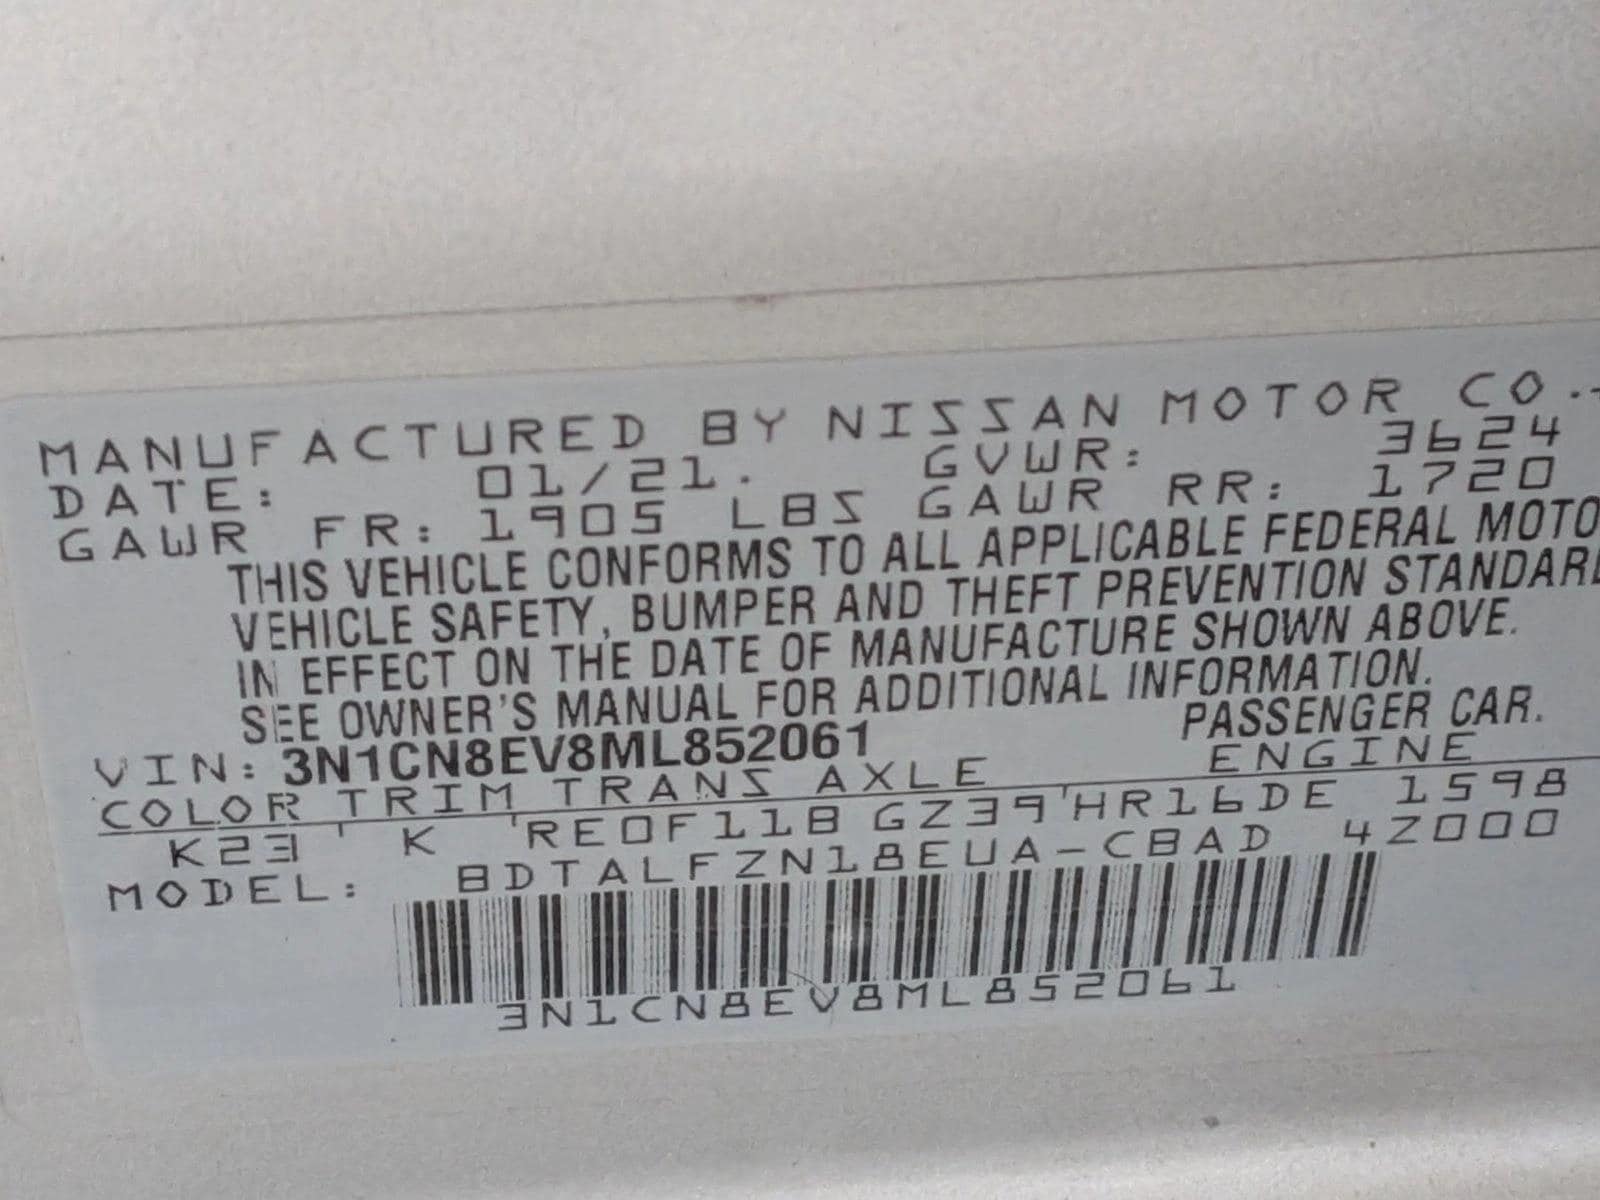 MANUFACTURED BY NISSAN MOTOR CO.
DATE: 01/21. GVWR: 3624
GAWR FR: 1905 LBS GAWR RR: 1720
THIS VEHICLE CONFORMS TO ALL APPLICABLE FEDERAL MOTO
VEHICLE SAFETY, BUMPER AND THEFT PREVENTION STANDAR
IN EFFECT ON THE DATE OF MANUFACTURE SHOWN ABOVE.
SEE OWNER'S MANUAL FOR ADDITIONAL INFORMATION.
VIN: 3N1CN8EV8ML852061 PASSENGER CAR.
COLOR TRIM TRANS AXLE ENGINE
K23 K RE0F11B GZ39 HR16DE 1598
MODEL: BDTALFZN18EUA-CBAD 4Z000
3N1CN8EV8ML852061